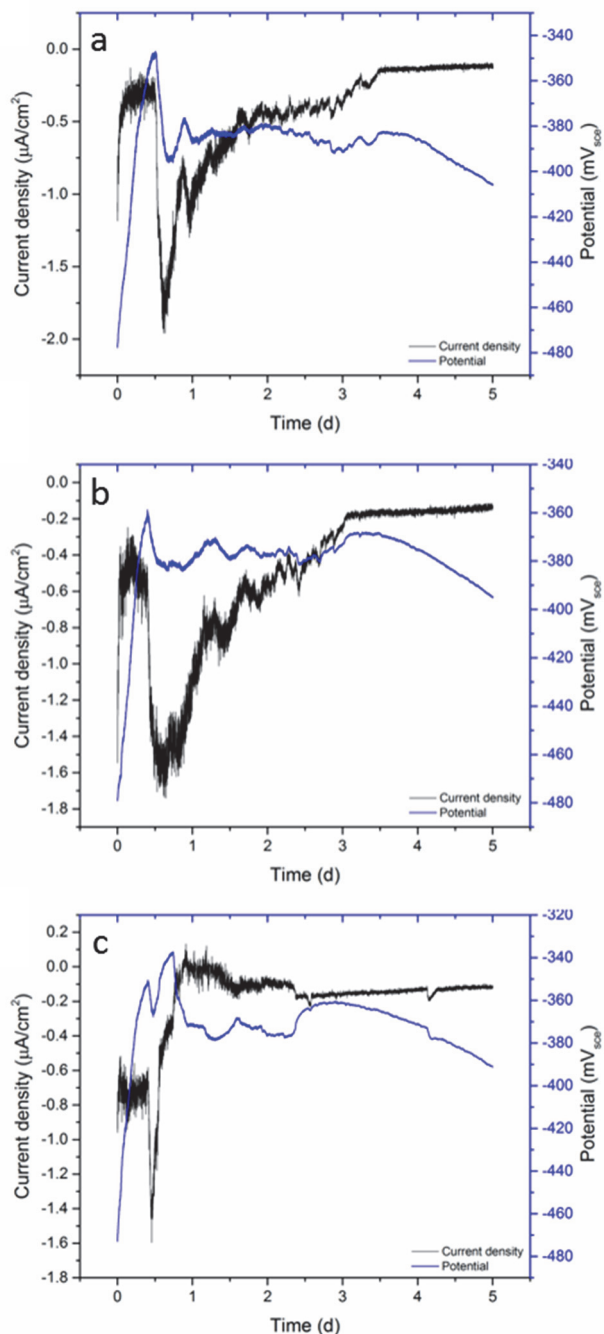 a
0.0
-0.5
-1.0
-1.5
-2.0
Current density (µA/cm²)
-340
-360
-380
-400
-420
-440
-460
-480
Potential (mV_sce)
Current density
Potential
0 1 2 3 4 5
Time (d)
b
0.0
-0.2
-0.4
-0.6
-0.8
-1.0
-1.2
-1.4
-1.6
-1.8
Current density (µA/cm²)
-340
-360
-380
-400
-420
-440
-460
-480
Potential (mV_sce)
Current density
Potential
0 1 2 3 4 5
Time (d)
c
0.2
0.0
-0.2
-0.4
-0.6
-0.8
-1.0
-1.2
-1.4
-1.6
-1.8
Current density (µA/cm²)
-320
-340
-360
-380
-400
-420
-440
-460
-480
Potential (mV_sce)
Current density
Potential
0 1 2 3 4 5
Time (d)